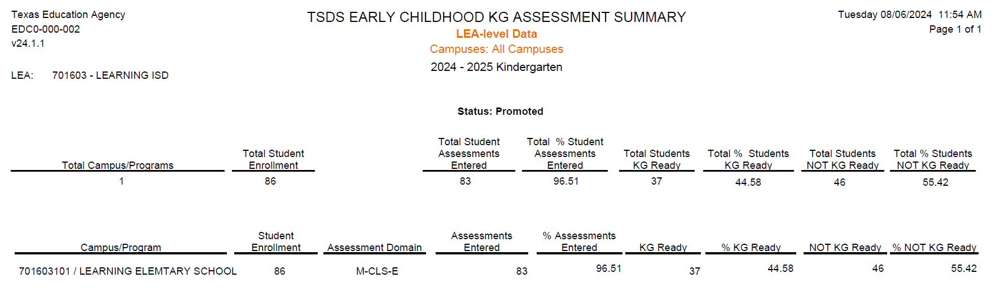 Texas Education Agency
EDC0-000-002
v24.1.1
TSDS EARLY CHILDHOOD KG ASSESSMENT SUMMARY
LEA-level Data
Campuses: All Campuses
2024 - 2025 Kindergarten
Tuesday 08/06/2024 11:54 AM
Page 1 of 1
LEA: 701603 - LEARNING ISD
Status: Promoted
Total Campus/Programs
Total Student
Enrollment
Total Student
Assessments
Entered
Total % Student
Assessments
Entered
Total Students
KG Ready
Total % Students
KG Ready
Total Students
NOT KG Ready
Total % Students
NOT KG Ready
1 86 83 96.51 37 44.58 46 55.42
Campus/Program
Student
Enrollment
Assessment Domain
Assessments
Entered
% Assessments
Entered
KG Ready
% KG Ready
NOT KG Ready
% NOT KG Ready
701603101 / LEARNING ELEMTARY SCHOOL 86 M-CLS-E 83 96.51 37 44.58 46 55.42